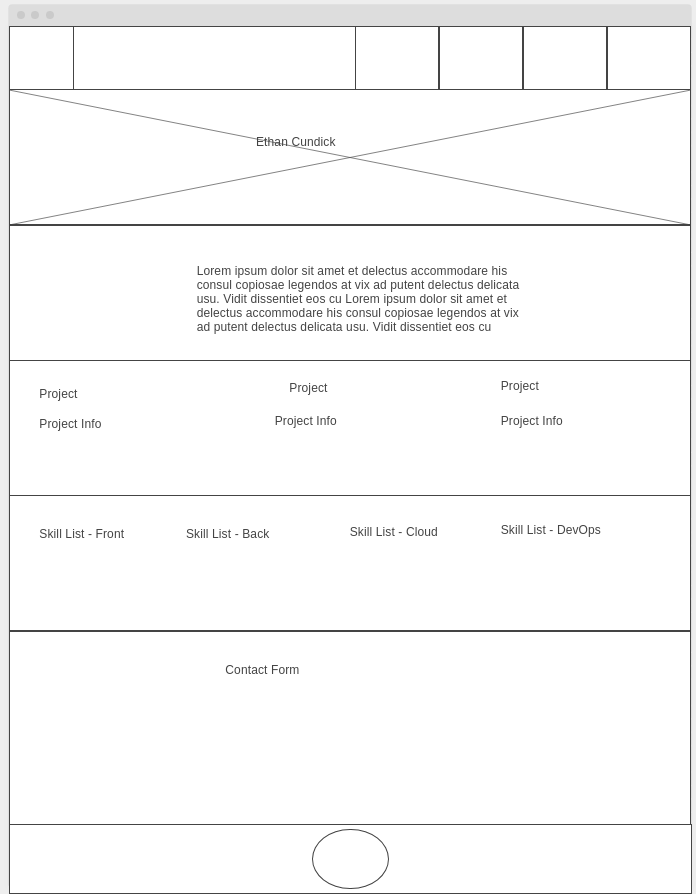 Ethan Cundick
Lorem ipsum dolor sit amet et delectus accommodare his
consul copiosae legendos at vix ad putent delectus delicata
usu. Vidit dissentiet eos cu Lorem ipsum dolor sit amet et
delectus accommodare his consul copiosae legendos at vix
ad putent delectus delicata usu. Vidit dissentiet eos cu
Project
Project
Project
Project Info
Project Info
Project Info
Skill List - Front
Skill List - Back
Skill List - Cloud
Skill List - DevOps
Contact Form